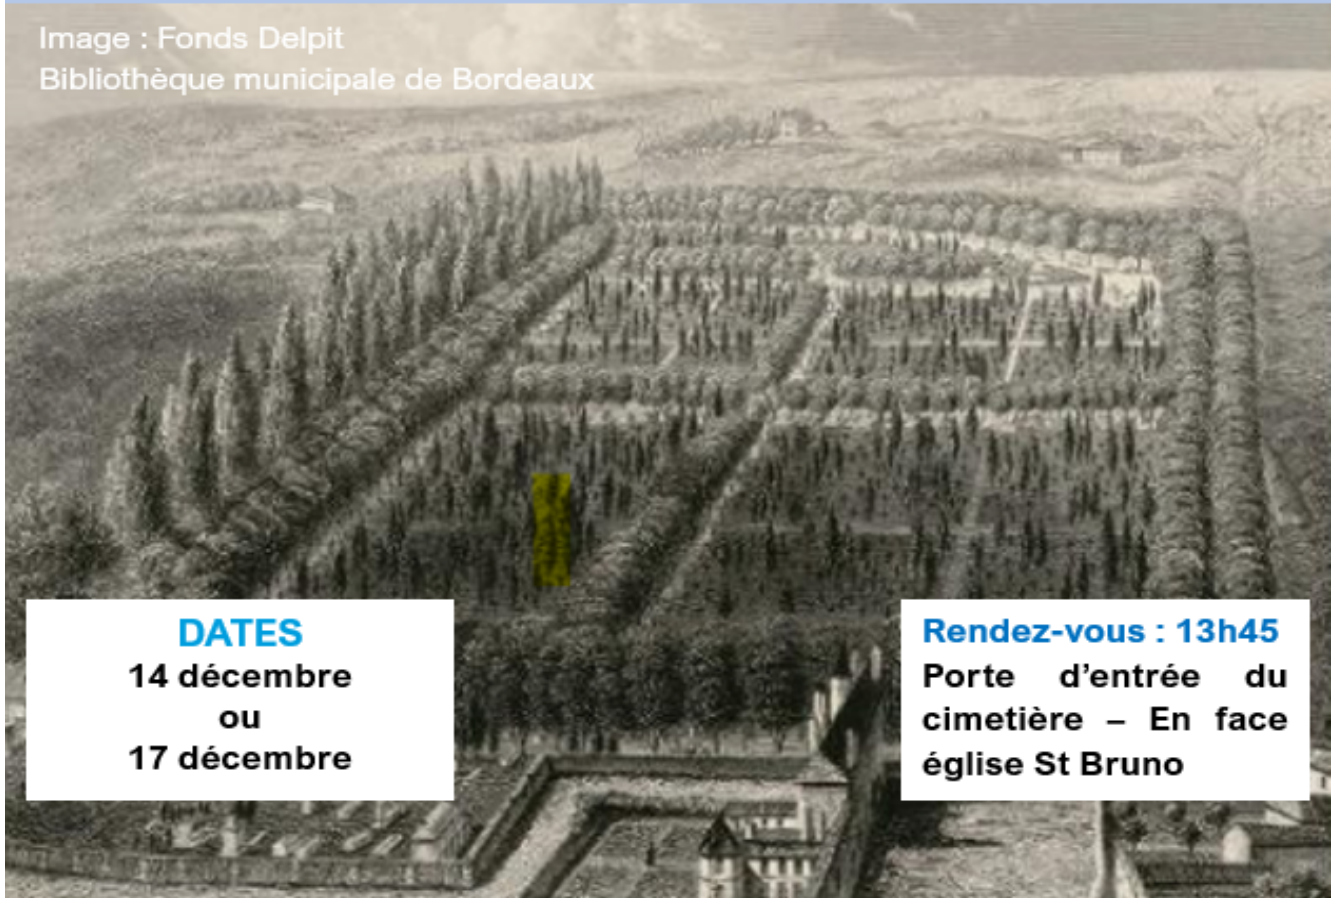 Image : Fonds Delpit
Bibliothèque municipale de Bordeaux
DATES
14 décembre
ou
17 décembre
Rendez-vous : 13h45
Porte d’entrée du
cimetière – En face
église St Bruno